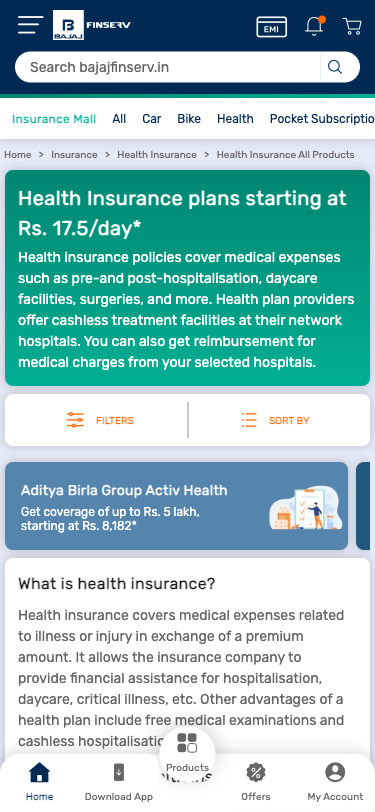 B
BAJAJ
FINSERV
EMI
Search bajajfinserv.in
Insurance Mall All Car Bike Health Pocket Subscriptio
Home > Insurance > Health Insurance > Health Insurance All Products
Health Insurance plans starting at
Rs. 17.5/day*
Health insurance policies cover medical expenses
such as pre-and post-hospitalisation, daycare
facilities, surgeries, and more. Health plan providers
offer cashless treatment facilities at their network
hospitals. You can also get reimbursement for
medical charges from your selected hospitals.
FILTERS
SORT BY
Aditya Birla Group Activ Health
Get coverage of up to Rs. 5 lakh,
starting at Rs. 8,182*
What is health insurance?
Health insurance covers medical expenses related
to illness or injury in exchange of a premium
amount. It allows the insurance company to
provide financial assistance for hospitalisation,
daycare, critical illness, etc. Other advantages of a
health plan include free medical examinations and
cashless hospitalisatio
Home
Download App
Products
Offers
My Account